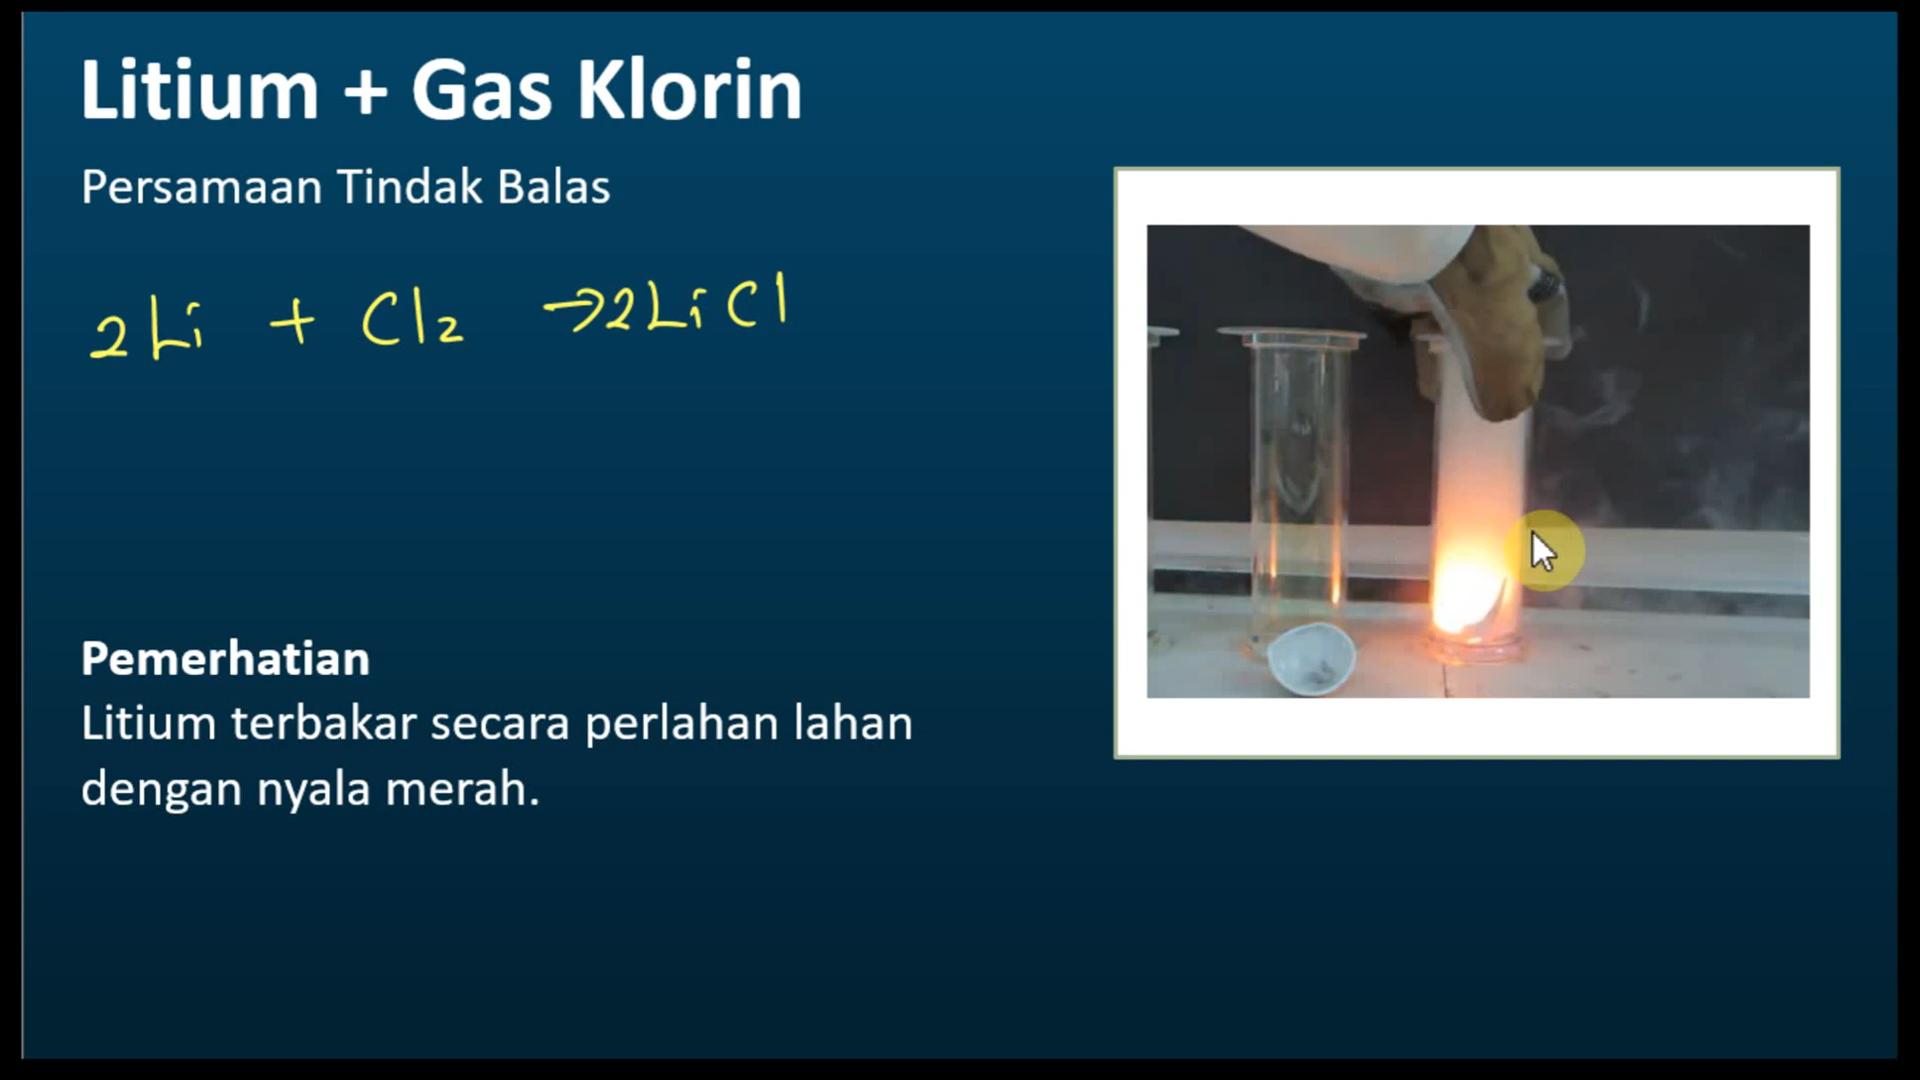 Litium + Gas Klorin
Persamaan Tindak Balas
2Li + Cl₂ → 2LiCl
Pemerhatian
Litium terbakar secara perlahan lahan
dengan nyala merah.